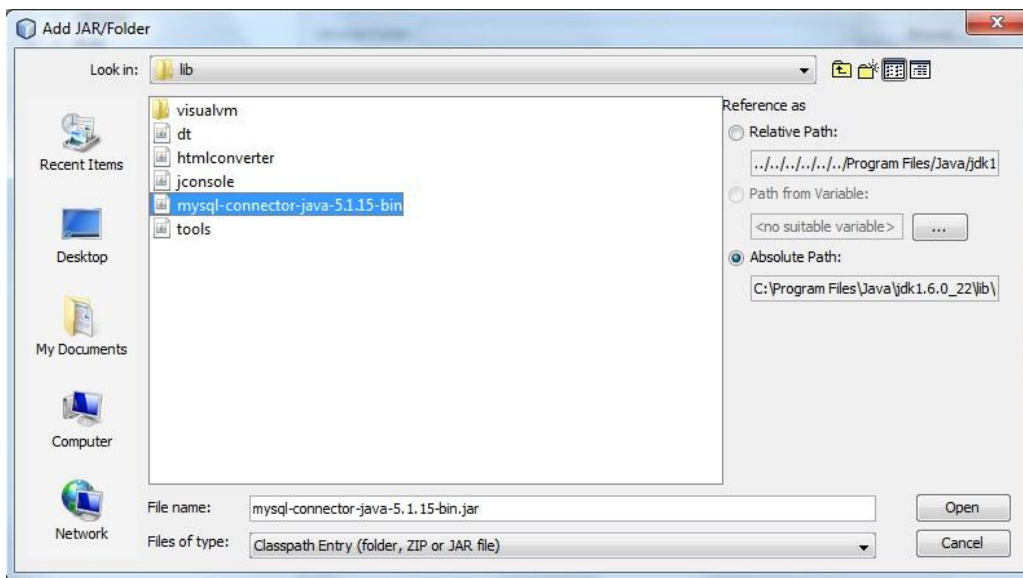 Add JAR/Folder
Look in:
lib
Recent Items
Desktop
My Documents
Computer
Network
visualvm
dt
htmlconverter
jconsole
mysql-connector-java-5.1.15-bin
tools
Reference as
Relative Path:
../../../../../../Program Files/Java/jdk1
Path from Variable:
<no suitable variable>
...
Absolute Path:
C:\Program Files\Java\jdk1.6.0_22\lib\
File name:
mysql-connector-java-5.1.15-bin.jar
Open
Files of type:
Classpath Entry (folder, ZIP or JAR file)
Cancel